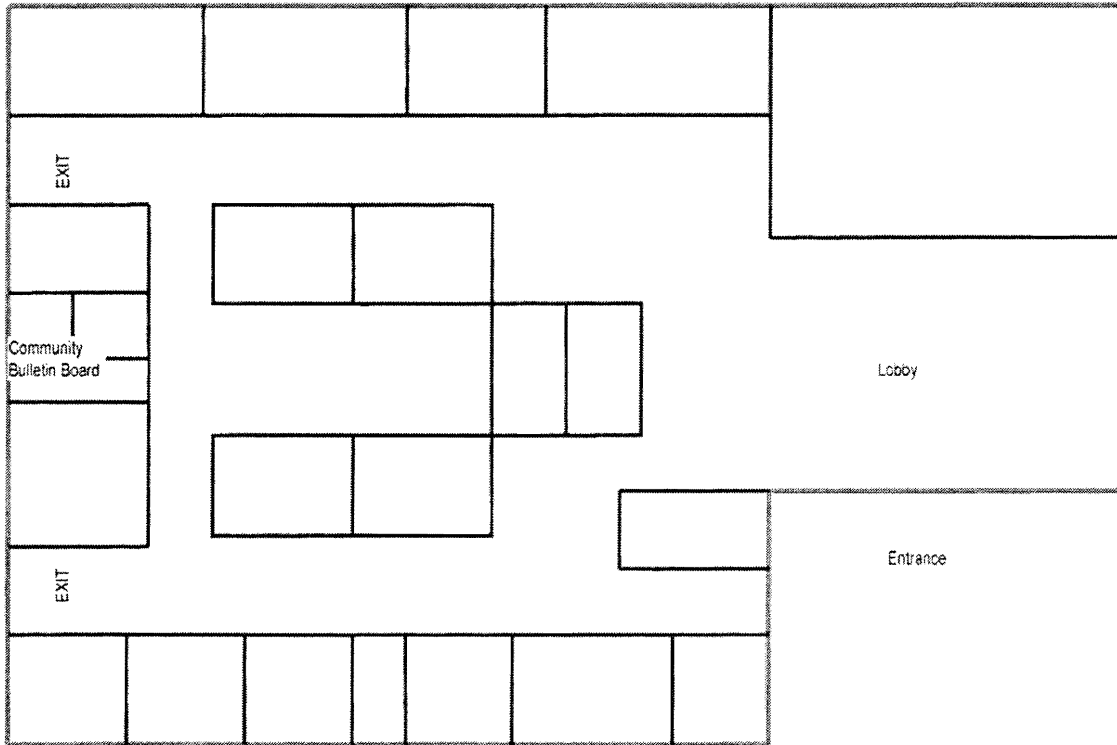 EXIT
Community
Bulletin Board
Lobby
Entrance
EXIT